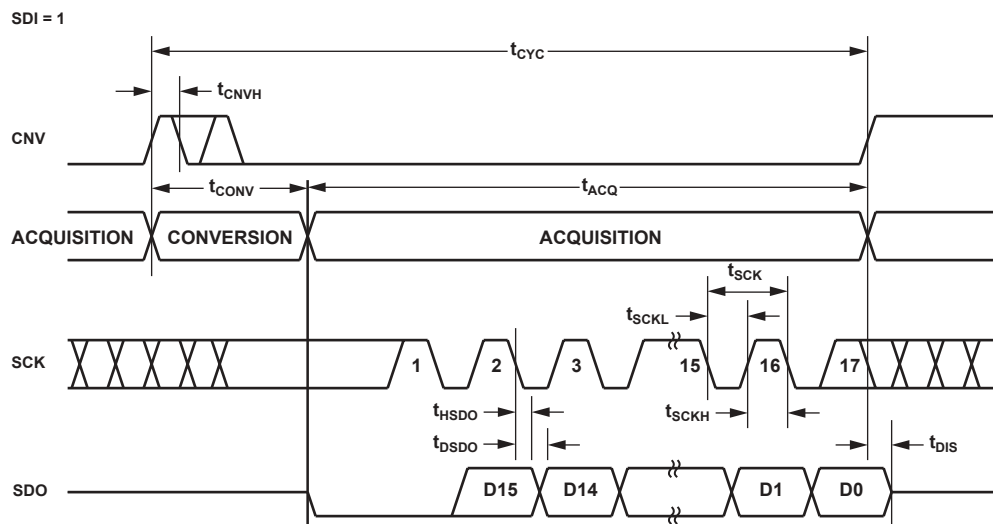 SDI = 1
tCYC
tCNVH
CNV
tCONV
tACQ
ACQUISITION CONVERSION ACQUISITION
tSCK
tSCKL
SCK 1 2 3 15 16 17
tHSDO tSCKH
tDSDO tDIS
SDO D15 D14 D1 D0